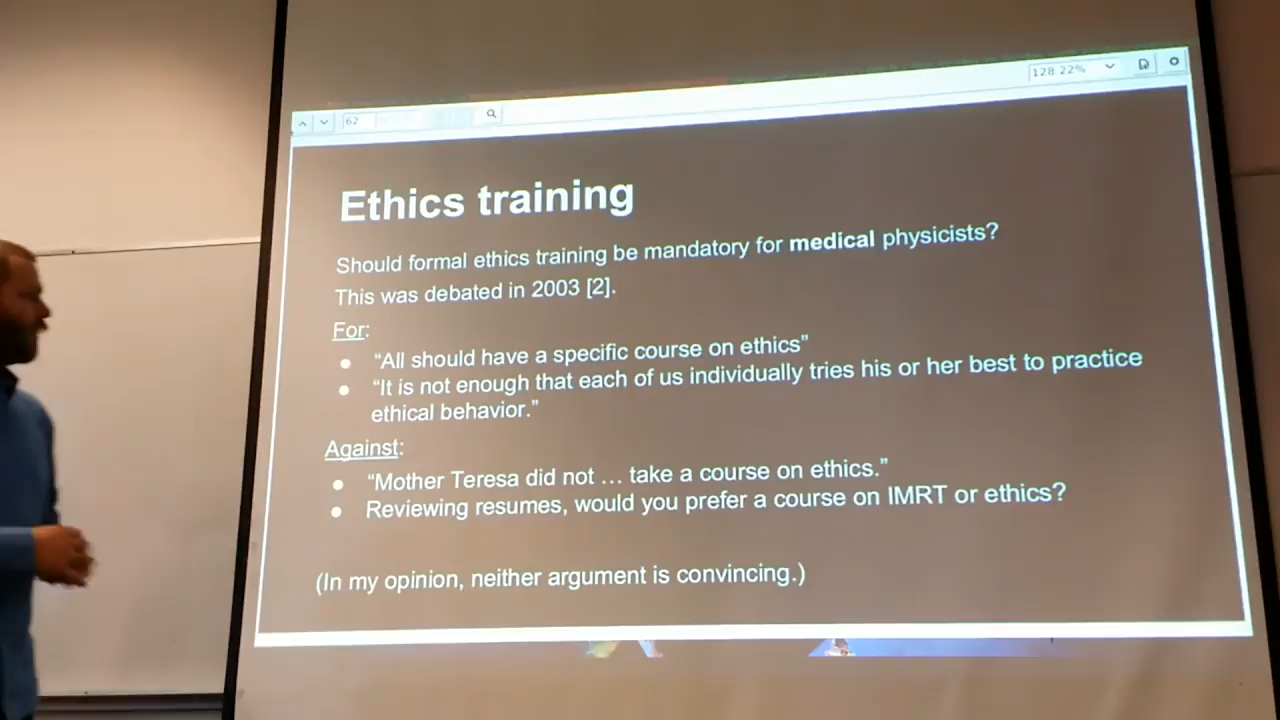 128.22%
62
Ethics training
Should formal ethics training be mandatory for medical physicists?
This was debated in 2003 [2].
For:
● “All should have a specific course on ethics”
● “It is not enough that each of us individually tries his or her best to practice
ethical behavior.”
Against:
● “Mother Teresa did not … take a course on ethics.”
● Reviewing resumes, would you prefer a course on IMRT or ethics?
(In my opinion, neither argument is convincing.)